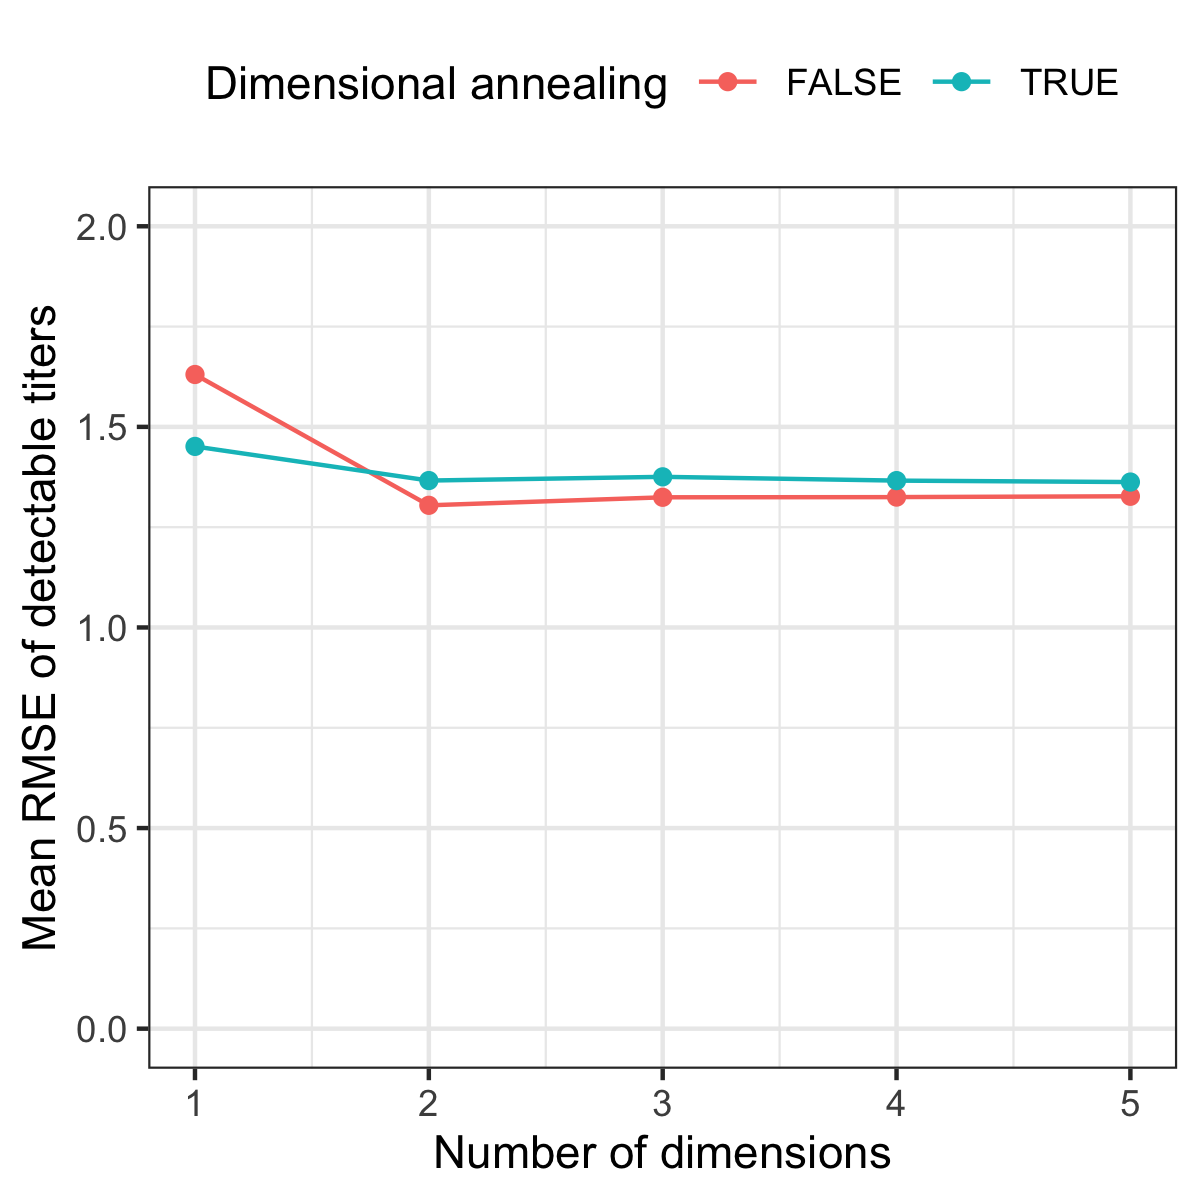 Dimensional annealing FALSE TRUE
Mean RMSE of detectable titers
2.0
1.5
1.0
0.5
0.0
1 2 3 4 5
Number of dimensions